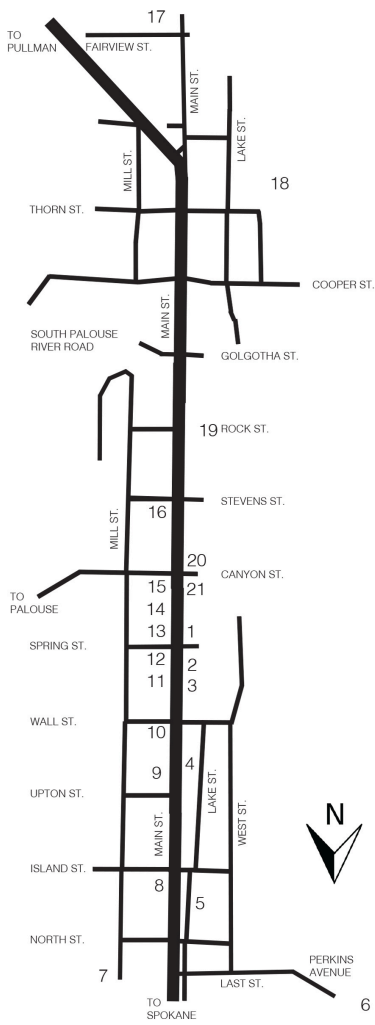 17
TO
PULLMAN
FAIRVIEW ST.
MAIN ST.
LAKE ST.
MILL ST.
18
THORN ST.
COOPER ST.
MAIN ST.
SOUTH PALOUSE
RIVER ROAD
GOLGOTHA ST.
19 ROCK ST.
STEVENS ST.
16
MILL ST.
20
CANYON ST.
15 21
TO
PALOUSE
14
13 1
SPRING ST.
12 2
11 3
WALL ST.
10
4
9
LAKE ST.
WEST ST.
UPTON ST.
MAIN ST.
N
ISLAND ST.
8
5
NORTH ST.
7
PERKINS
AVENUE
LAST ST.
TO
SPOKANE
6